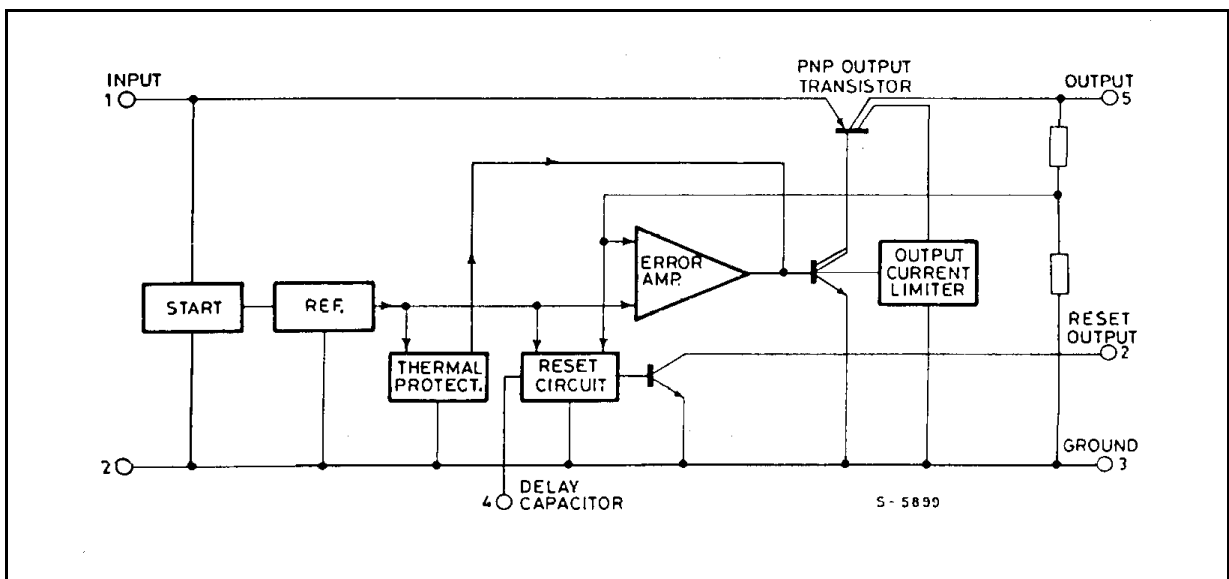 INPUT
1
PNP OUTPUT
TRANSISTOR
OUTPUT
5
START
REF.
ERROR
AMP.
OUTPUT
CURRENT
LIMITER
THERMAL
PROTECT.
RESET
CIRCUIT
RESET
OUTPUT
2
2
GROUND
3
4
DELAY
CAPACITOR
S-5899